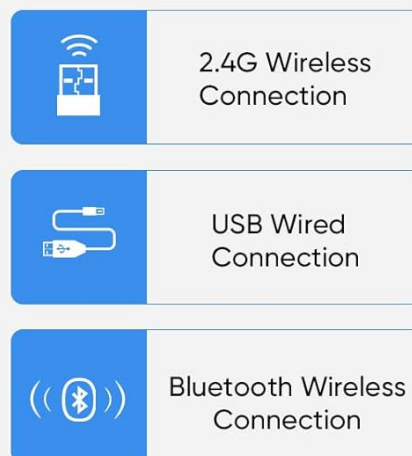 2.4G Wireless
Connection
USB Wired
Connection
Bluetooth Wireless
Connection